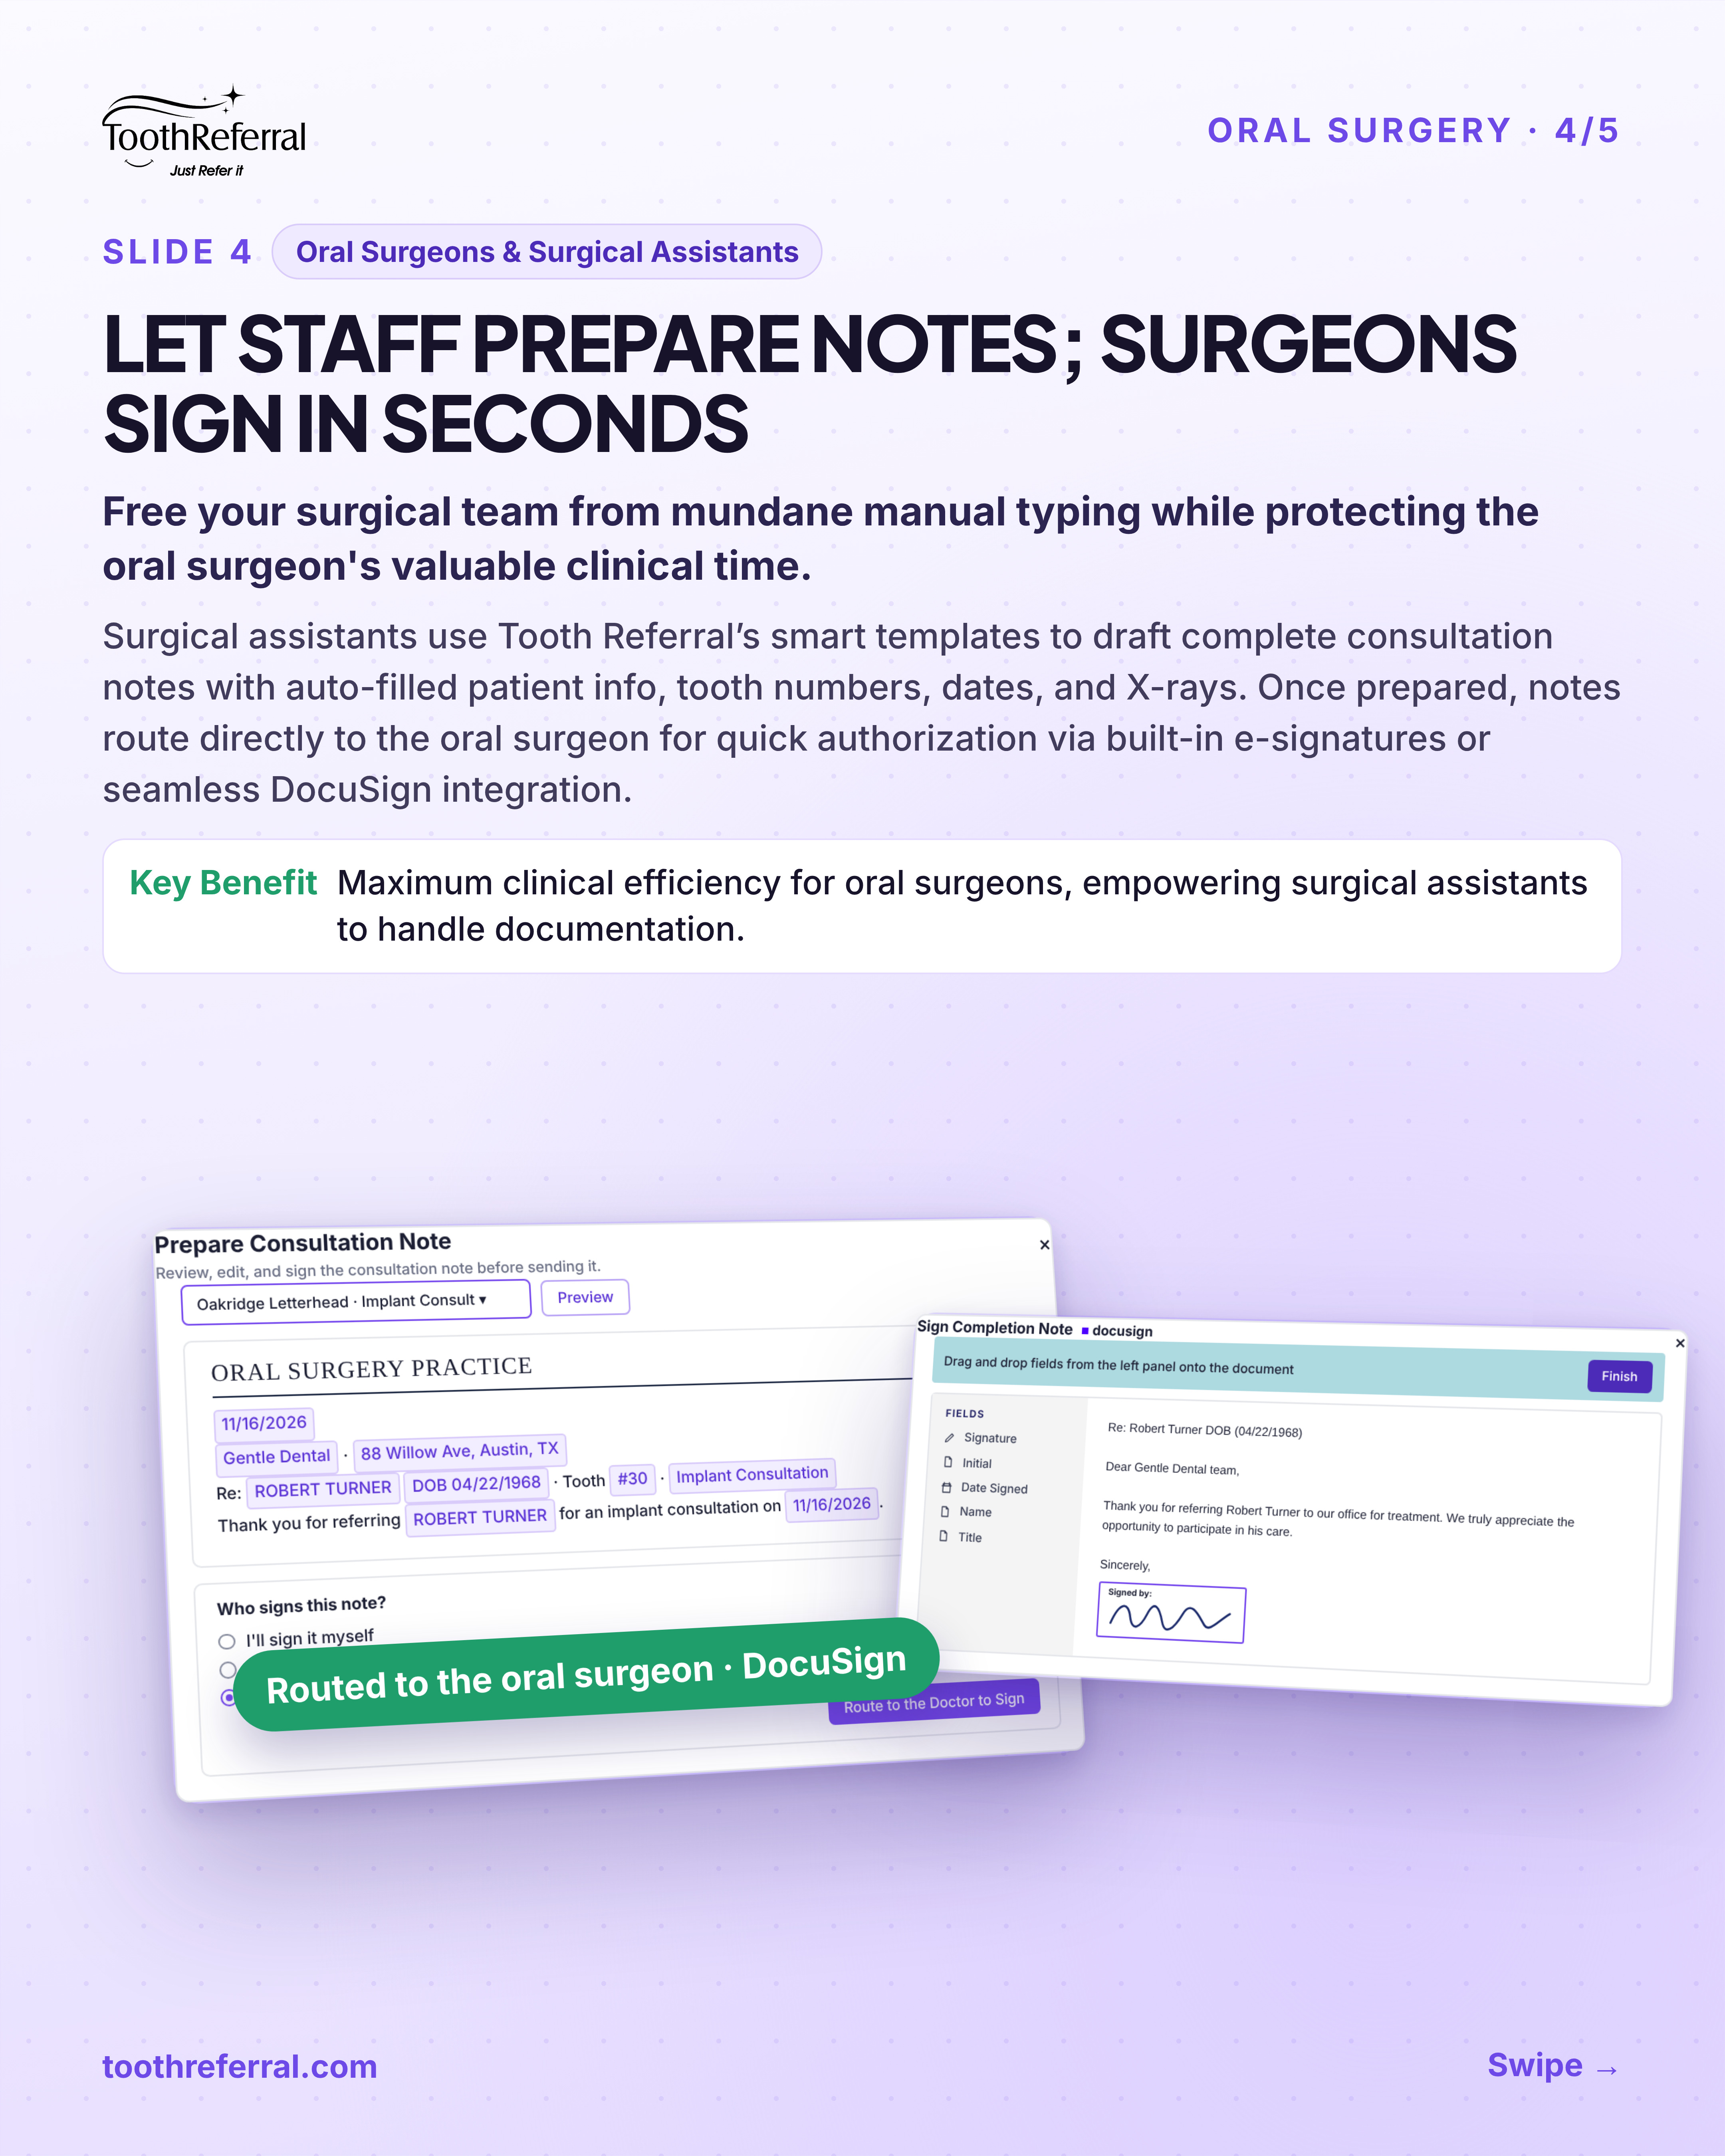 ToothReferral
Just Refer it
ORAL SURGERY · 4/5
SLIDE 4
Oral Surgeons & Surgical Assistants
LET STAFF PREPARE NOTES; SURGEONS
SIGN IN SECONDS
Free your surgical team from mundane manual typing while protecting the
oral surgeon's valuable clinical time.
Surgical assistants use Tooth Referral’s smart templates to draft complete consultation
notes with auto-filled patient info, tooth numbers, dates, and X-rays. Once prepared, notes
route directly to the oral surgeon for quick authorization via built-in e-signatures or
seamless DocuSign integration.
Key Benefit Maximum clinical efficiency for oral surgeons, empowering surgical assistants
to handle documentation.
Prepare Consultation Note
×
Review, edit, and sign the consultation note before sending it.
Oakridge Letterhead · Implant Consult ▾
Preview
ORAL SURGERY PRACTICE
11/16/2026
Gentle Dental · 88 Willow Ave, Austin, TX
Re: ROBERT TURNER DOB 04/22/1968 · Tooth #30 · Implant Consultation
Thank you for referring ROBERT TURNER for an implant consultation on 11/16/2026.
Who signs this note?
I'll sign it myself
Routed to the oral surgeon · DocuSign
Route to the Doctor to Sign
Sign Completion Note docusign
×
Drag and drop fields from the left panel onto the document
Finish
FIELDS
Signature
Initial
Date Signed
Name
Title
Re: Robert Turner DOB (04/22/1968)
Dear Gentle Dental team,
Thank you for referring Robert Turner to our office for treatment. We truly appreciate the
opportunity to participate in his care.
Sincerely,
Signed by:
toothreferral.com
Swipe →